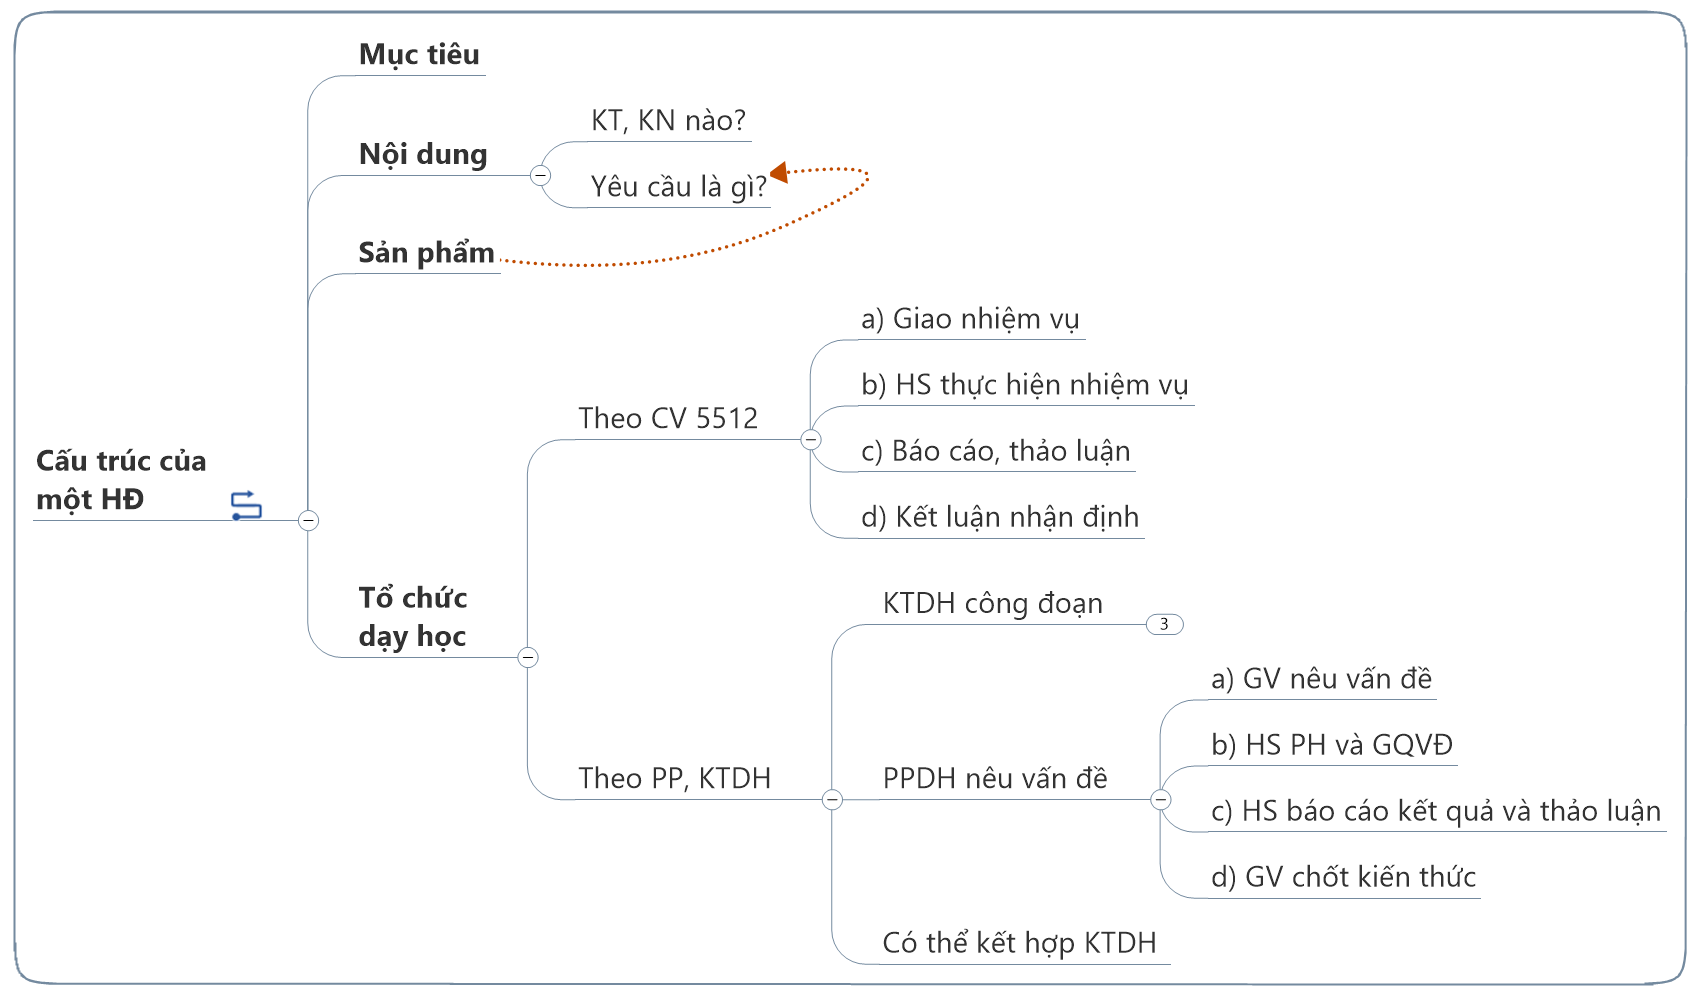 Mục tiêu
KT, KN nào?
Nội dung
Yêu cầu là gì?
Sản phẩm
a) Giao nhiệm vụ
b) HS thực hiện nhiệm vụ
Theo CV 5512
c) Báo cáo, thảo luận
d) Kết luận nhận định
Cấu trúc của
một HĐ
Tổ chức
dạy học
KTDH công đoạn
3
a) GV nêu vấn đề
b) HS PH và GQVĐ
Theo PP, KTDH
PPDH nêu vấn đề
c) HS báo cáo kết quả và thảo luận
d) GV chốt kiến thức
Có thể kết hợp KTDH